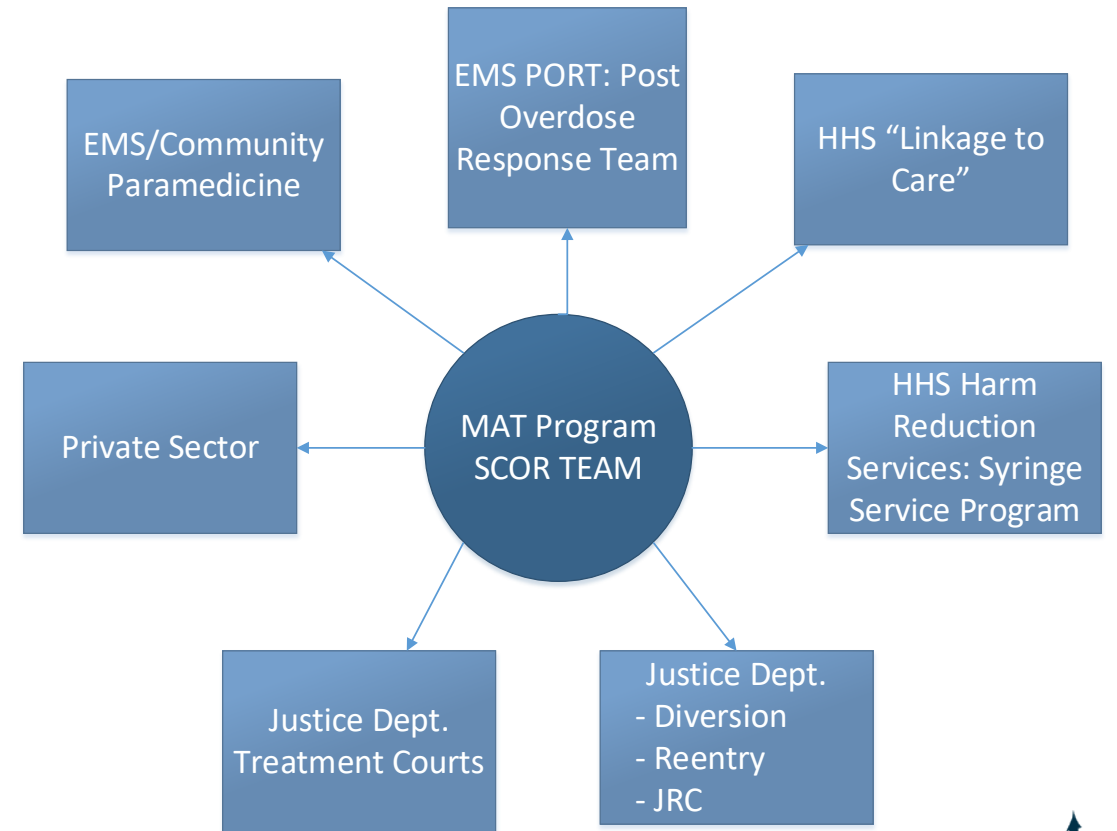 EMS PORT: Post
Overdose
Response Team
EMS/Community
Paramedicine
HHS “Linkage to
Care”
Private Sector
MAT Program
SCOR TEAM
HHS Harm
Reduction
Services: Syringe
Service Program
Justice Dept.
Treatment Courts
Justice Dept.
- Diversion
- Reentry
- JRC